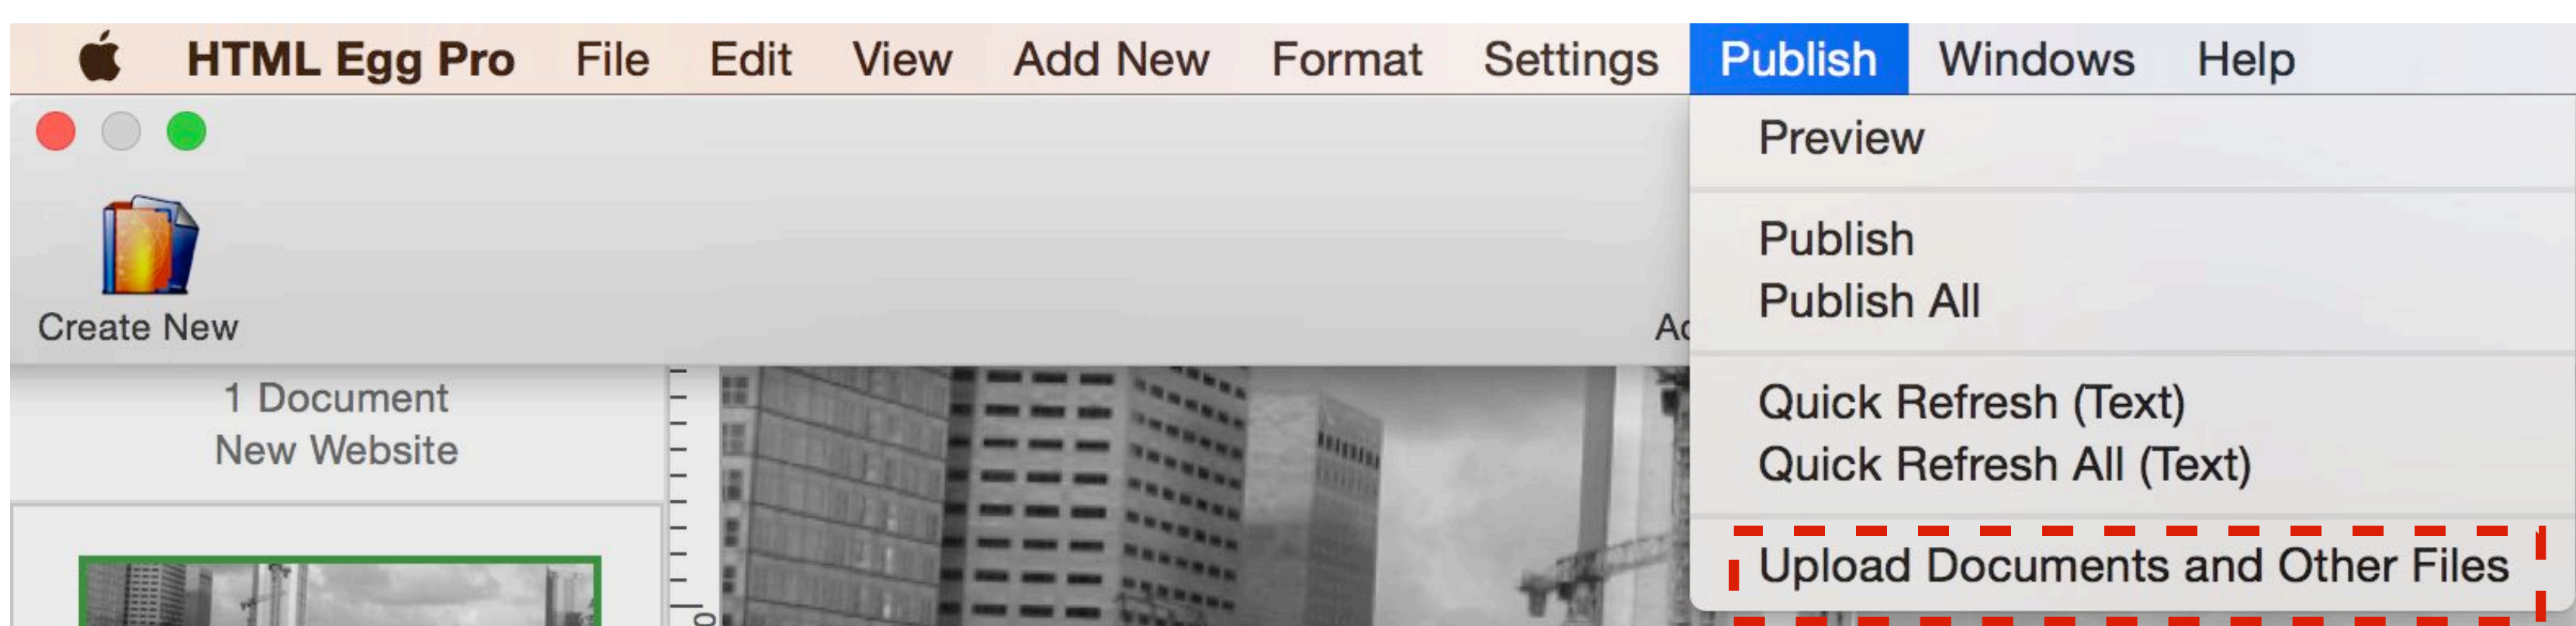 HTML Egg Pro File Edit View Add New Format Settings Publish Windows Help
Preview
Publish
Publish All
Quick Refresh (Text)
Quick Refresh All (Text)
Upload Documents and Other Files
Create New
1 Document
New Website
0